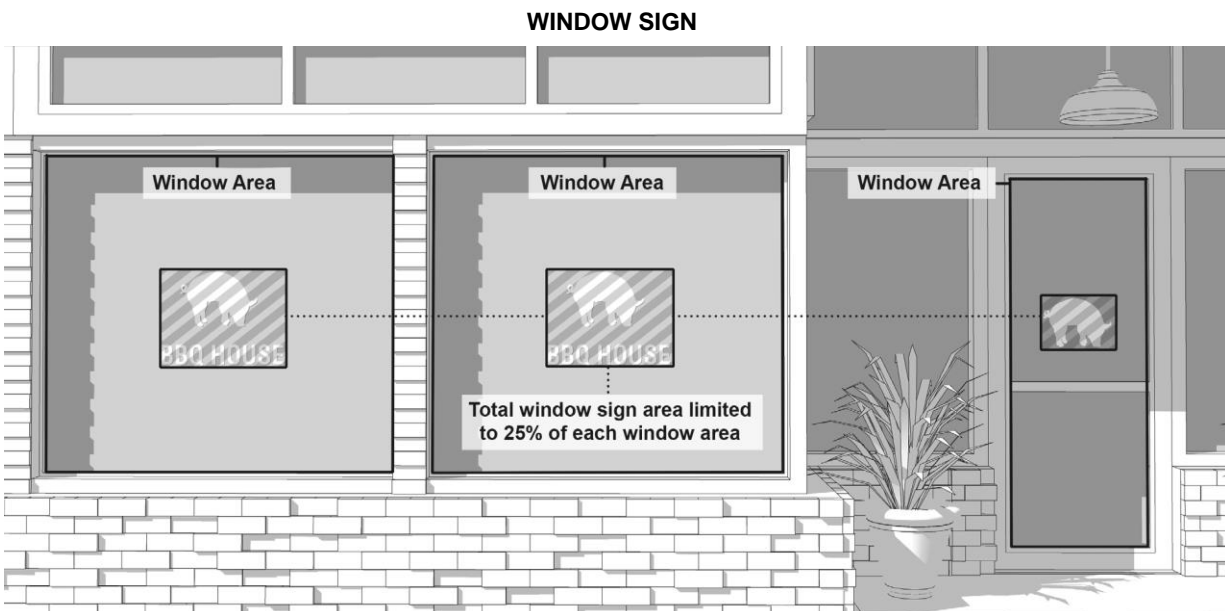 WINDOW SIGN
Window Area
Window Area
Window Area
BBQ HOUSE
BBQ HOUSE
Total window sign area limited
to 25% of each window area